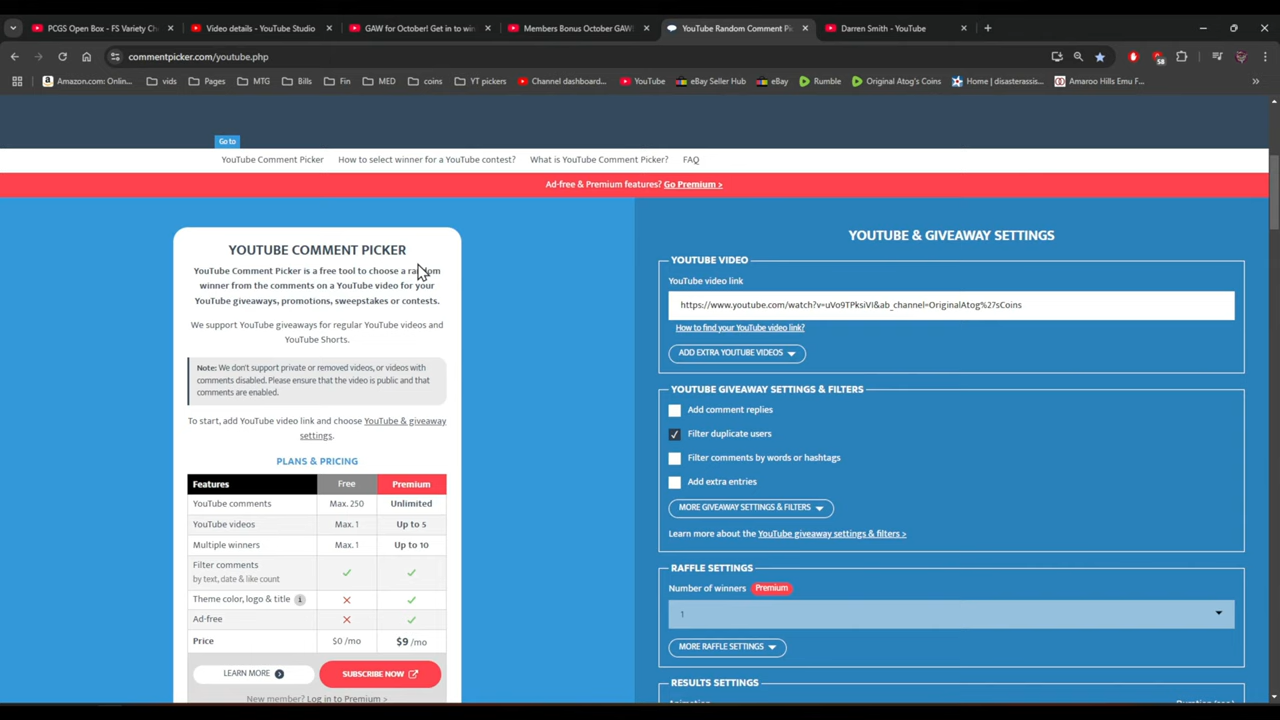 PCGS Open Box - FS Variety Ch
Video details - YouTube Studio
GAW for October! Get in to win
Members Bonus October GAW!
YouTube Random Comment Pi
Darren Smith - YouTube
commentpicker.com/youtube.php
58
Amazon.com: Onlin...
vids
Pages
MTG
Bills
Fin
MED
coins
YT pickers
Channel dashboar...
YouTube
eBay Seller Hub
eBay
Rumble
Original Atog's Coins
Home | disasterassis...
Amaroo Hills Emu F...
Go to
YouTube Comment Picker How to select winner for a YouTube contest? What is YouTube Comment Picker? FAQ
Ad-free & Premium features? Go Premium >
YOUTUBE COMMENT PICKER
YouTube Comment Picker is a free tool to choose a random
winner from the comments on a YouTube video for your
YouTube giveaways, promotions, sweepstakes or contests.
We support YouTube giveaways for regular YouTube videos and
YouTube Shorts.
Note: We don't support private or removed videos, or videos with
comments disabled. Please ensure that the video is public and that
comments are enabled.
To start, add YouTube video link and choose YouTube & giveaway
settings.
PLANS & PRICING
Features Free Premium
YouTube comments Max. 250 Unlimited
YouTube videos Max. 1 Up to 5
Multiple winners Max. 1 Up to 10
Filter comments
by text, date & like count
Theme color, logo & title i
Ad-free
Price $0 /mo $9 /mo
LEARN MORE SUBSCRIBE NOW
New member? Log in to Premium >
YOUTUBE & GIVEAWAY SETTINGS
YOUTUBE VIDEO
YouTube video link
https://www.youtube.com/watch?v=uVo9TPksiVI&ab_channel=OriginalAtog%27sCoins
How to find your YouTube video link?
ADD EXTRA YOUTUBE VIDEOS
YOUTUBE GIVEAWAY SETTINGS & FILTERS
Add comment replies
Filter duplicate users
Filter comments by words or hashtags
Add extra entries
MORE GIVEAWAY SETTINGS & FILTERS
Learn more about the YouTube giveaway settings & filters >
RAFFLE SETTINGS
Number of winners Premium
1
MORE RAFFLE SETTINGS
RESULTS SETTINGS
Animation Duration (sec)